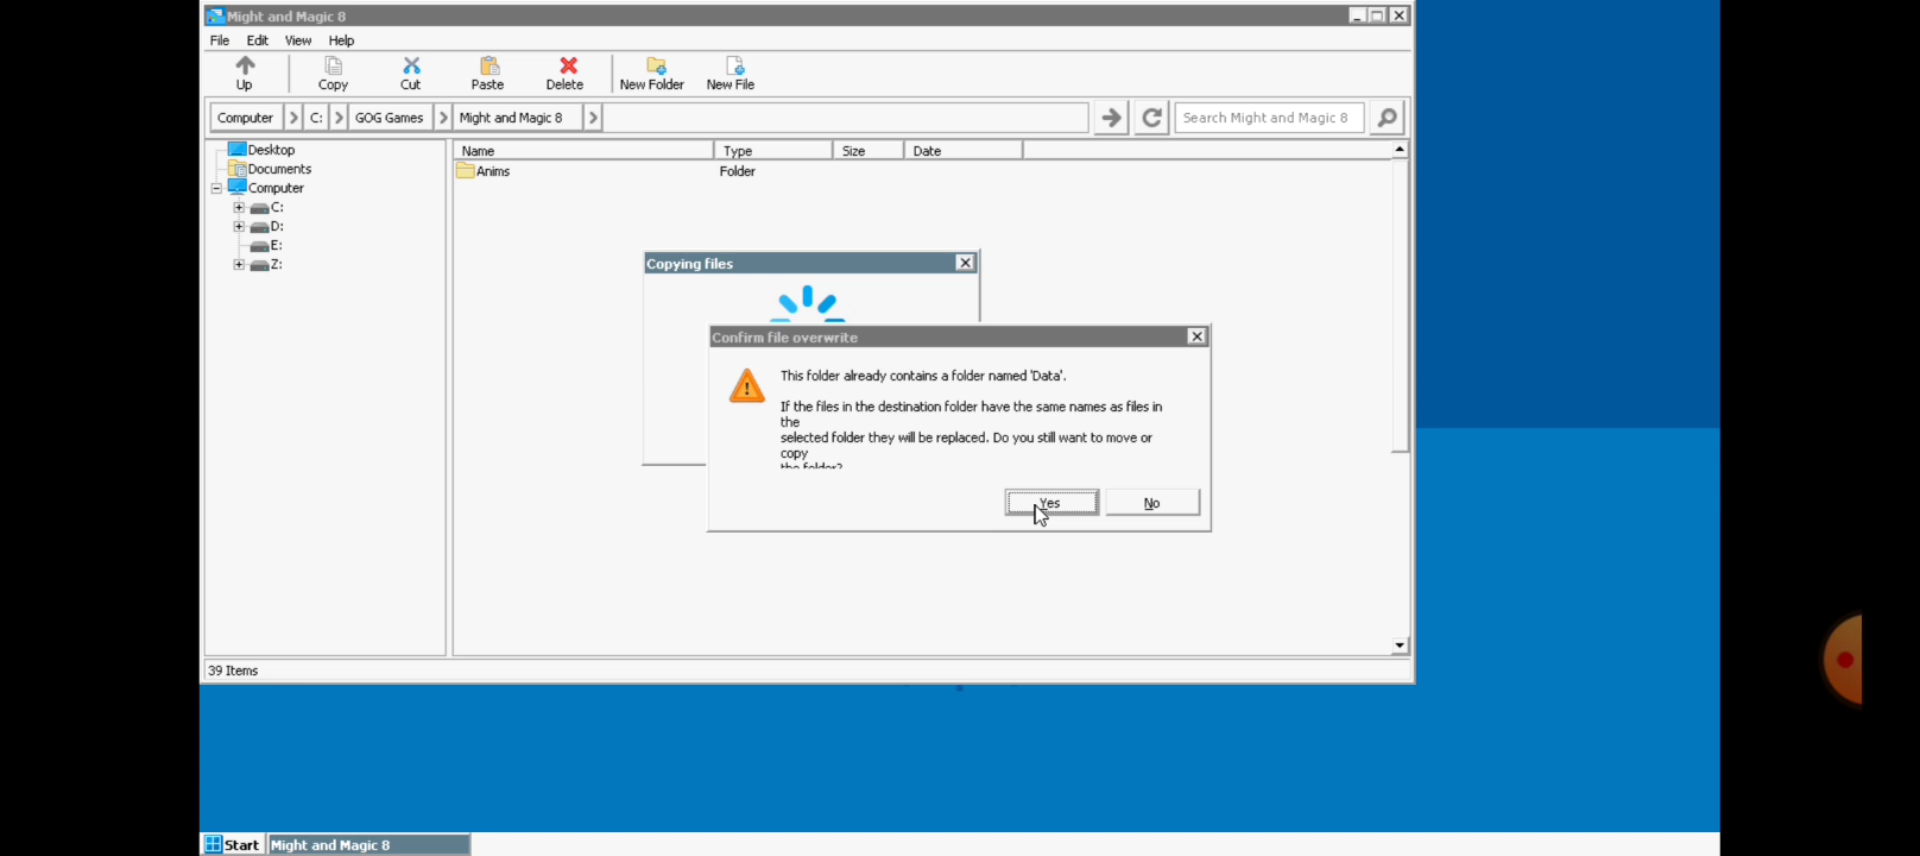 Might and Magic 8
File Edit View Help
Up Copy Cut Paste Delete New Folder New File
Computer C: GOG Games Might and Magic 8 Search Might and Magic 8
Desktop
Documents
Computer
C:
D:
E:
Z:
Name Type Size Date
Anims Folder
Copying files
Confirm file overwrite
This folder already contains a folder named 'Data'.
If the files in the destination folder have the same names as files in
the
selected folder they will be replaced. Do you still want to move or
copy
the folder?
Yes No
39 Items
Start Might and Magic 8